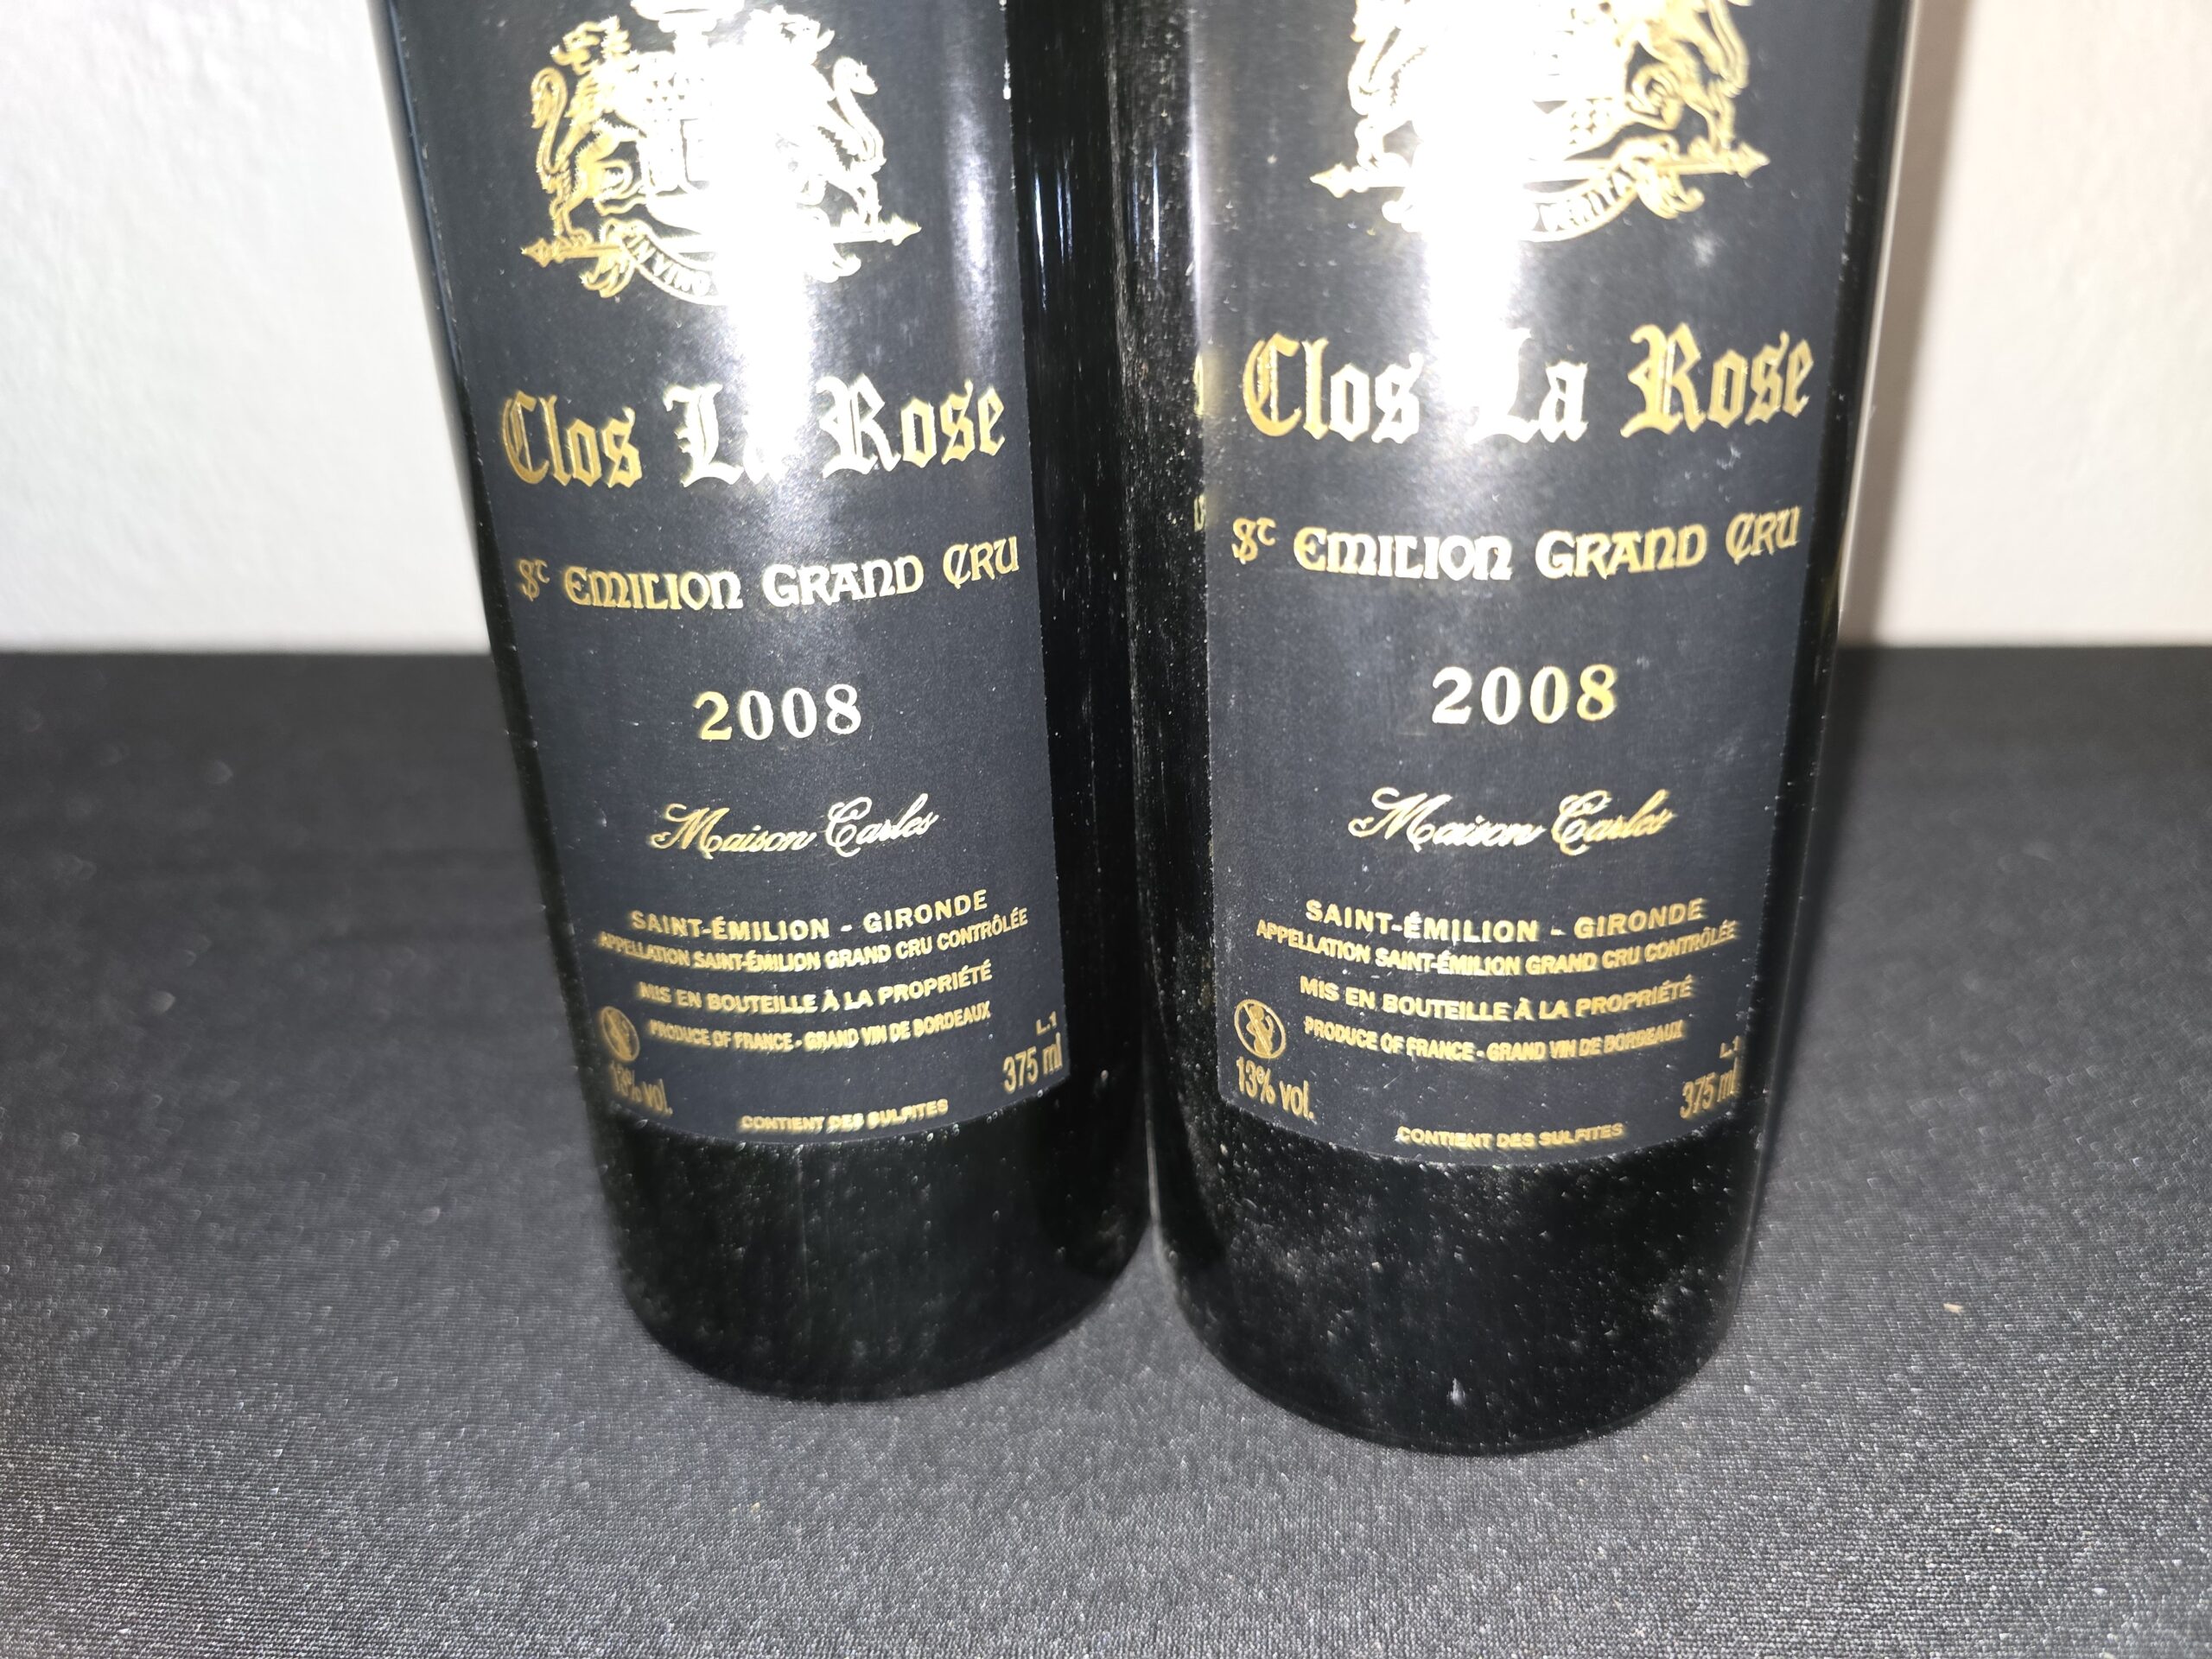 IN VINO
Clos La Rose
St EMILION GRAND CRU
2008
Maison Carles
SAINT-ÉMILION - GIRONDE
APPELLATION SAINT-ÉMILION GRAND CRU CONTRÔLÉE
MIS EN BOUTEILLE À LA PROPRIÉTÉ
PRODUCE OF FRANCE - GRAND VIN DE BORDEAUX
L.1
13% vol.
375 ml
CONTIENT DES SULFITES
Clos La Rose
St EMILION GRAND CRU
2008
Maison Carles
SAINT-ÉMILION - GIRONDE
APPELLATION SAINT-ÉMILION GRAND CRU CONTRÔLÉE
MIS EN BOUTEILLE À LA PROPRIÉTÉ
PRODUCE OF FRANCE - GRAND VIN DE BORDEAUX
L.1
13% vol.
375 ml
CONTIENT DES SULFITES